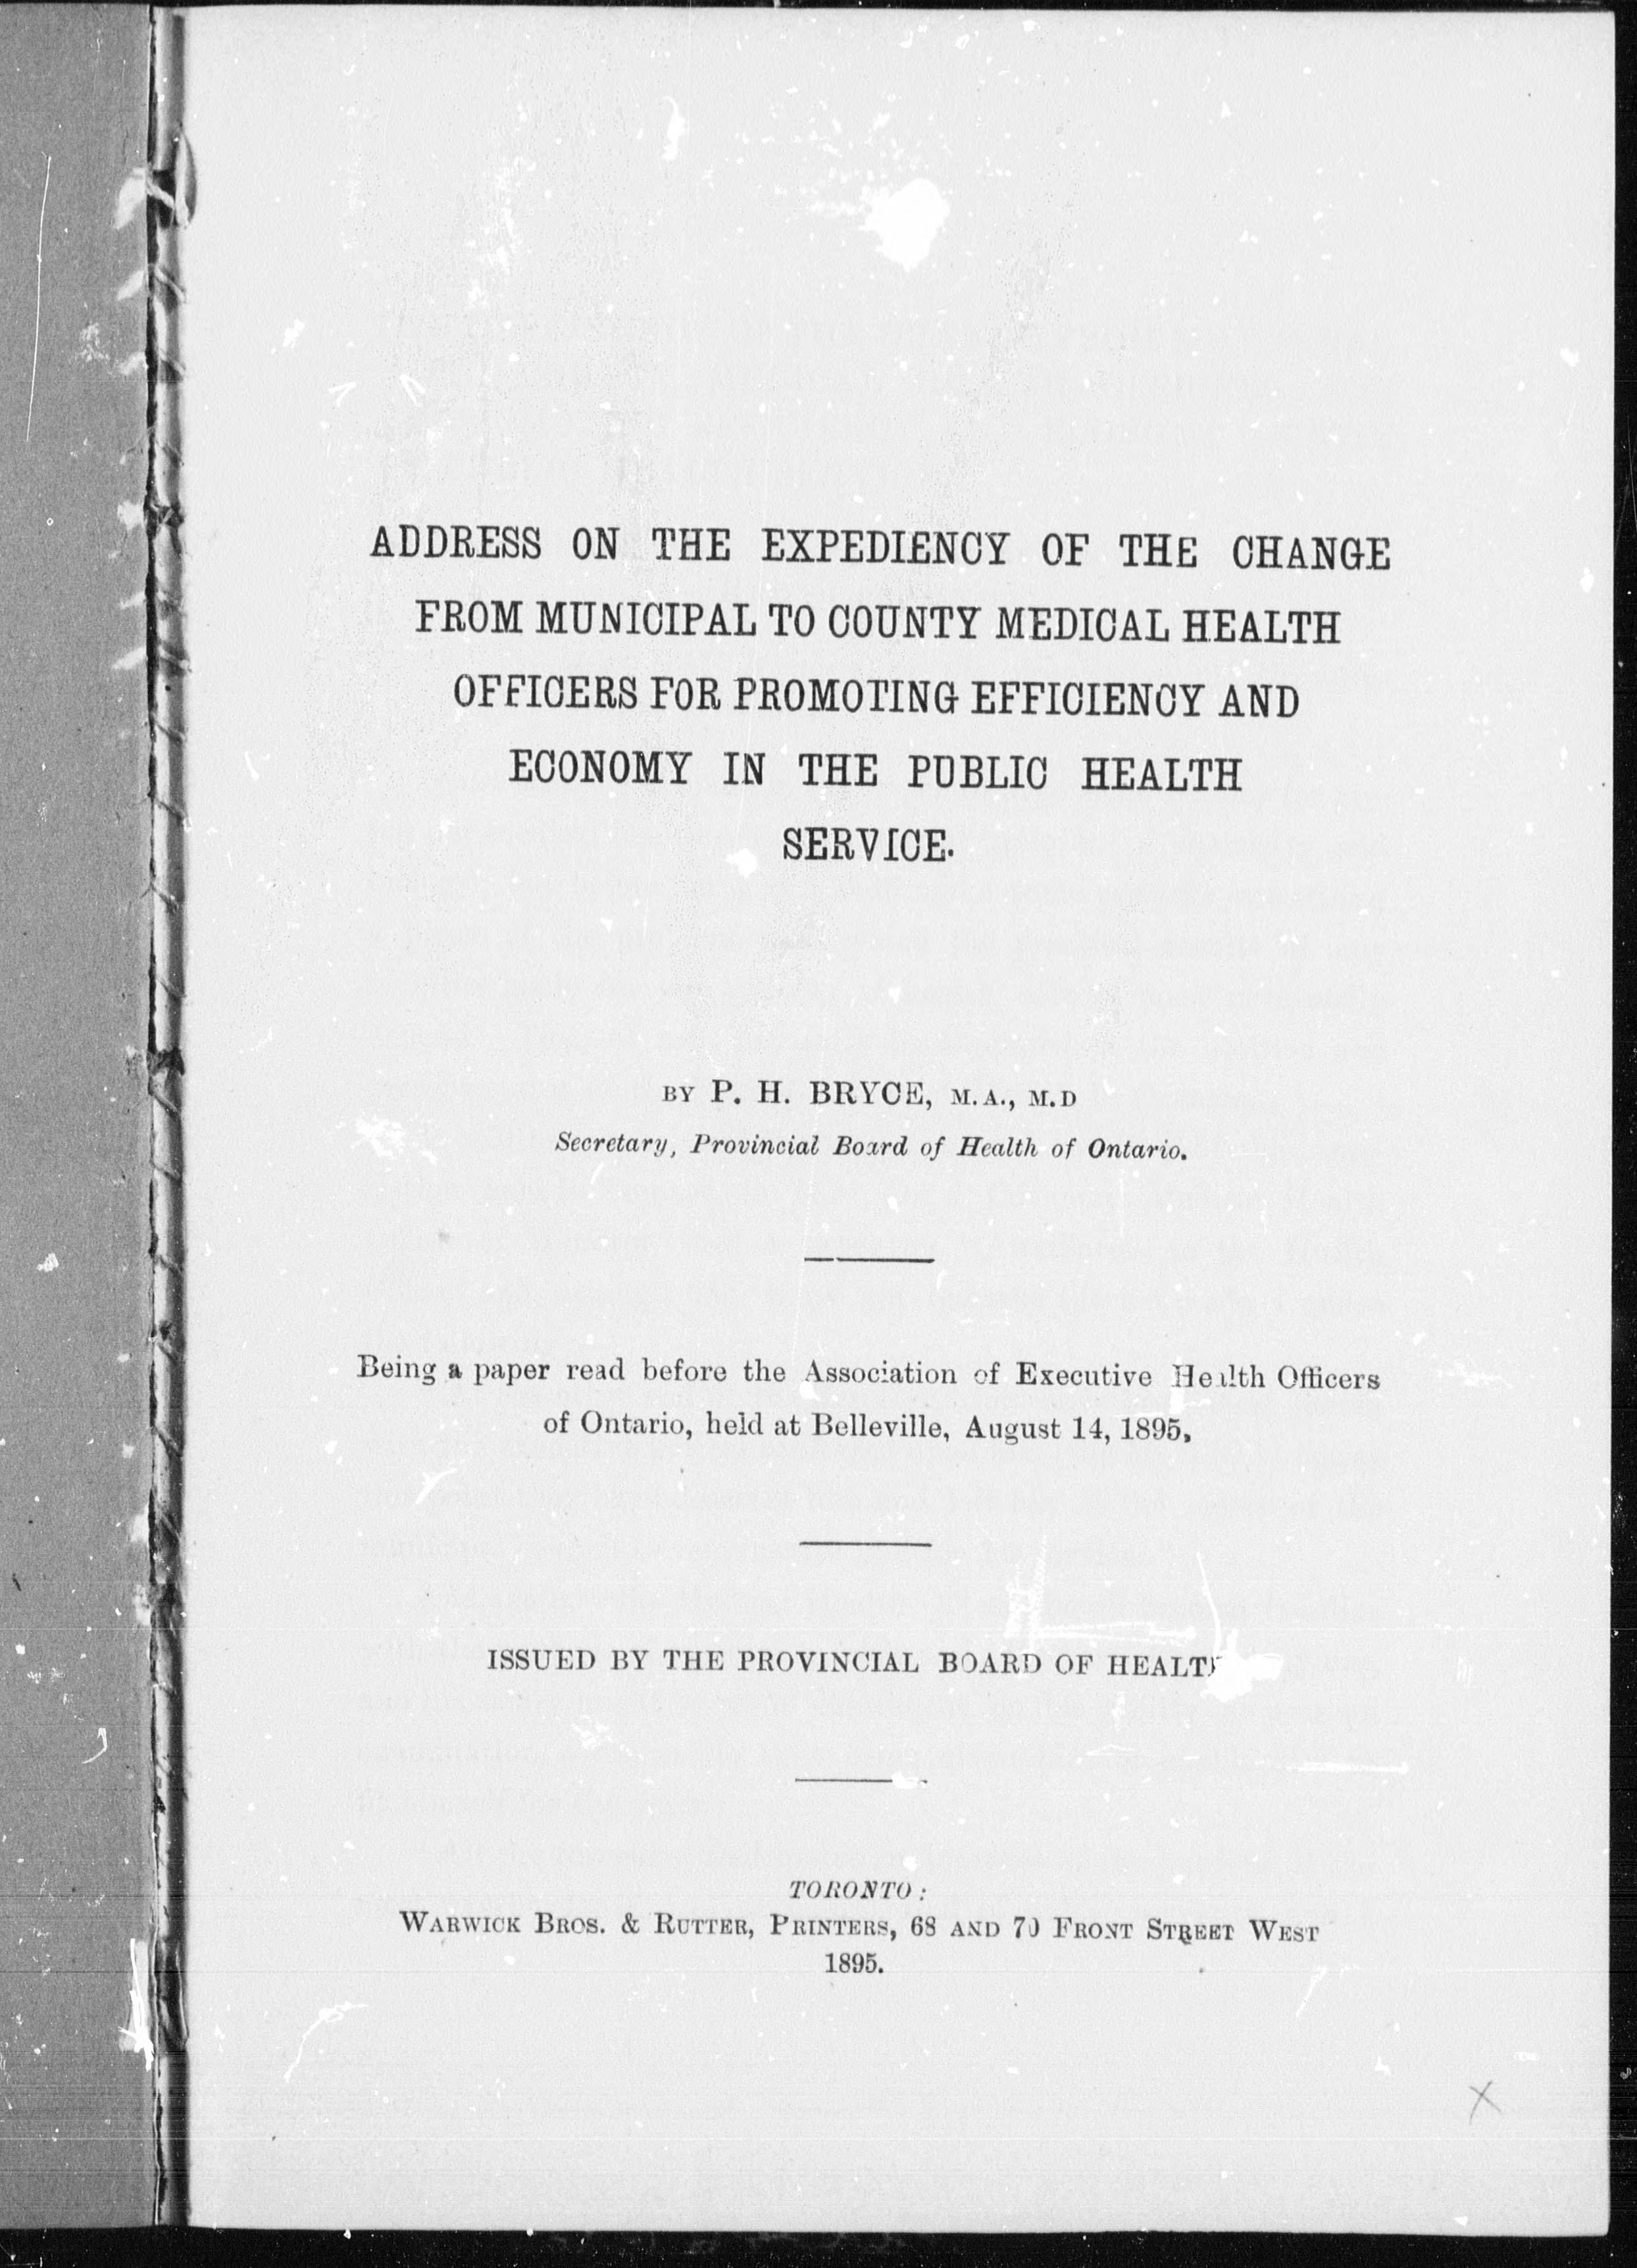 ADDRESS ON THE EXPEDIENCY OF THE CHANGE
FROM MUNICIPAL TO COUNTY MEDICAL HEALTH
OFFICERS FOR PROMOTING EFFICIENCY AND
ECONOMY IN THE PUBLIC HEALTH
SERVICE.
BY P. H. BRYCE, M.A., M.D
Secretary, Provincial Board of Health of Ontario.
Being a paper read before the Association of Executive Health Officers
of Ontario, held at Belleville, August 14, 1895.
ISSUED BY THE PROVINCIAL BOARD OF HEALTH
TORONTO:
WARWICK BROS. & RUTTER, PRINTERS, 68 AND 70 FRONT STREET WEST
1895.
X